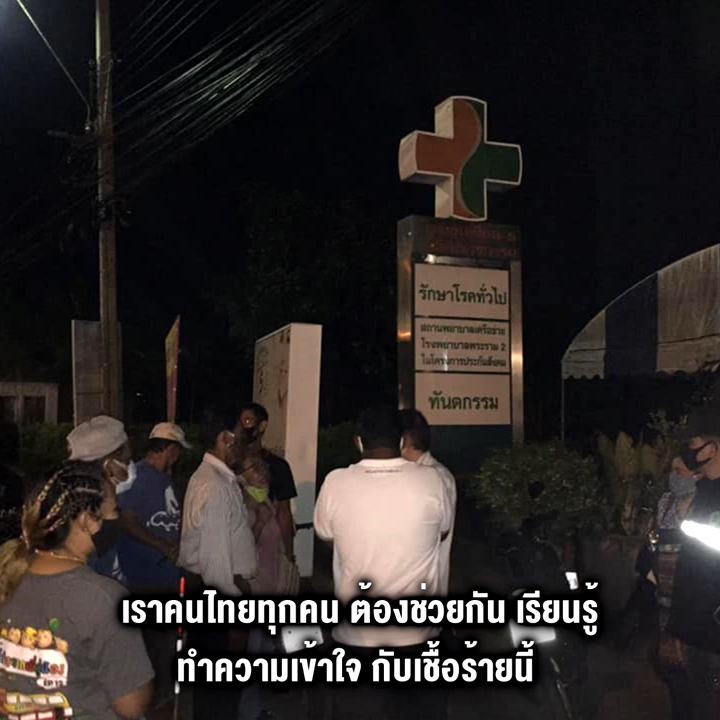 รักษาโรคทั่วไป
สถานพยาบาลเครือข่าย
โรงพยาบาลพระราม 2
ในโครงการประกันสังคม
ทันตกรรม
EP.13
เราคนไทยทุกคน ต้องช่วยกัน เรียนรู้
ทำความเข้าใจ กับเชื้อร้ายนี้